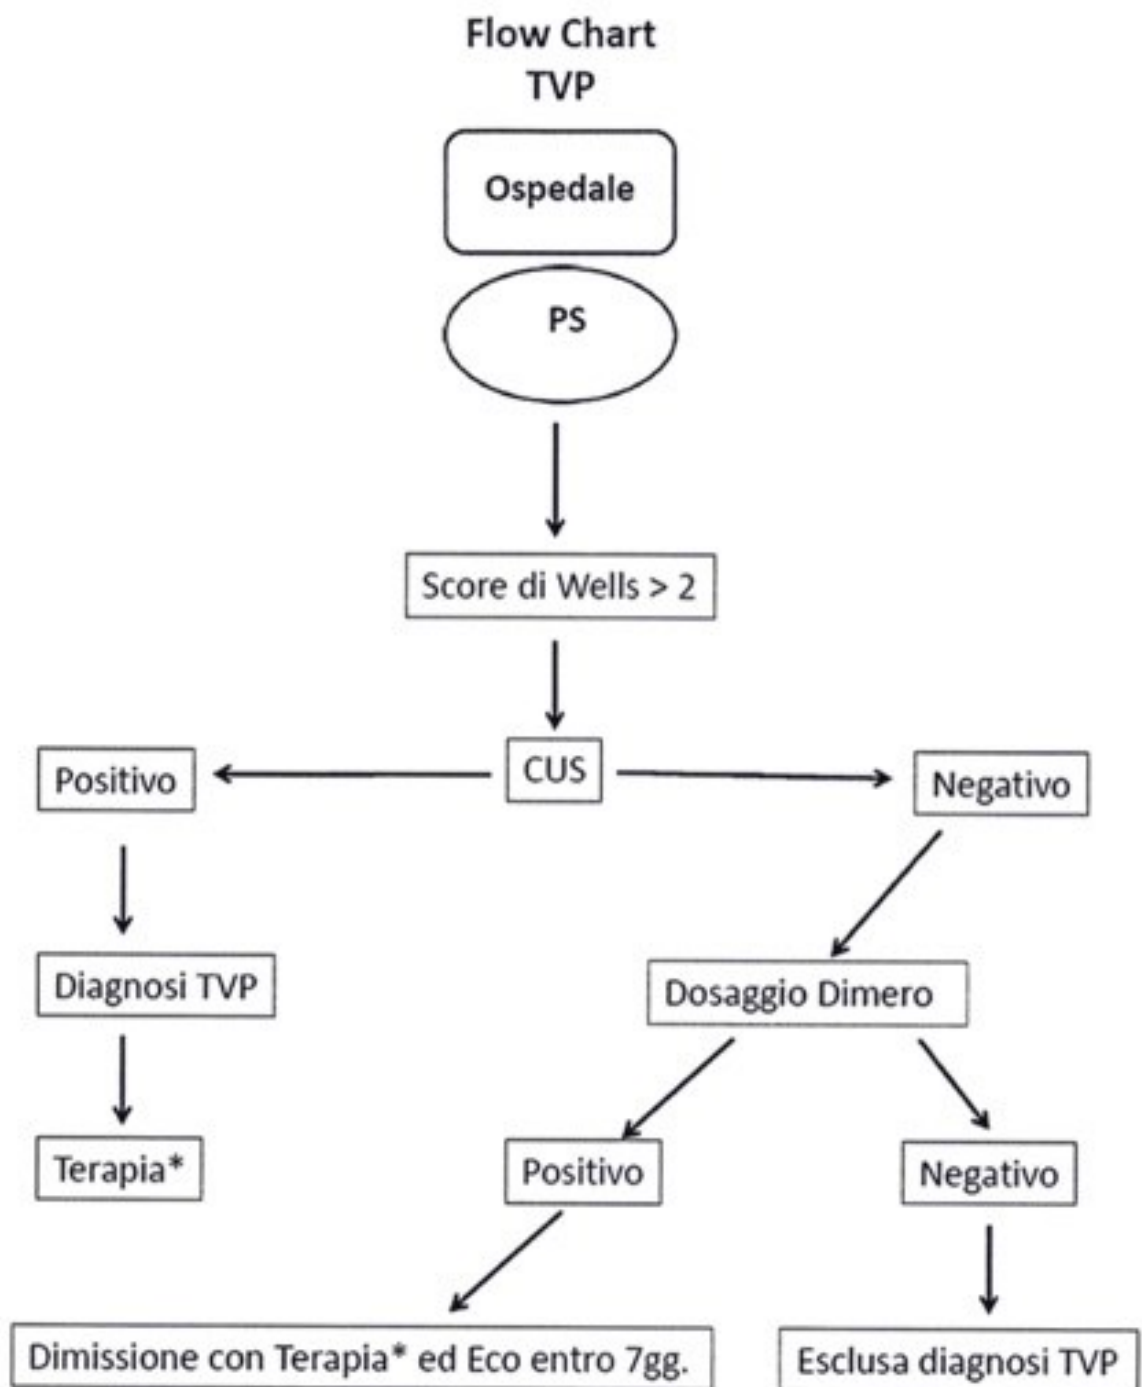 Flow Chart
TVP
Ospedale
PS
Score di Wells > 2
CUS
Positivo
Negativo
Diagnosi TVP
Dosaggio Dimero
Terapia*
Positivo
Negativo
Dimissione con Terapia* ed Eco entro 7gg.
Esclusa diagnosi TVP